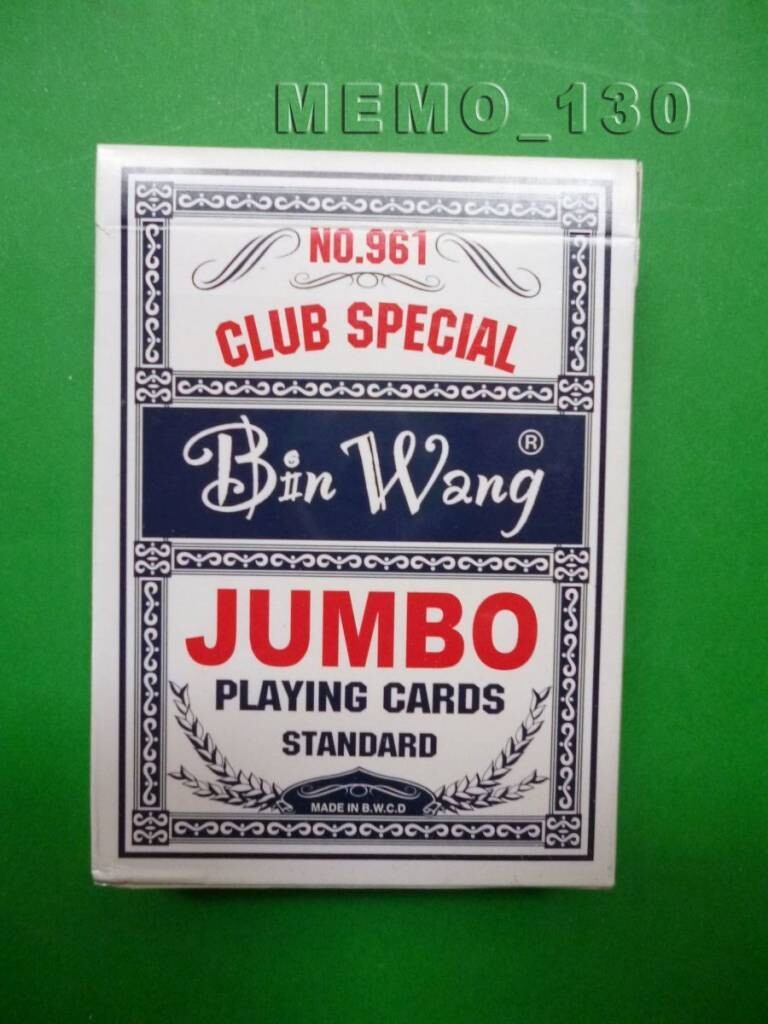 MEMO_130
NO.961
CLUB SPECIAL
Bin Wang ®
JUMBO
PLAYING CARDS
STANDARD
MADE IN B.W.C.D